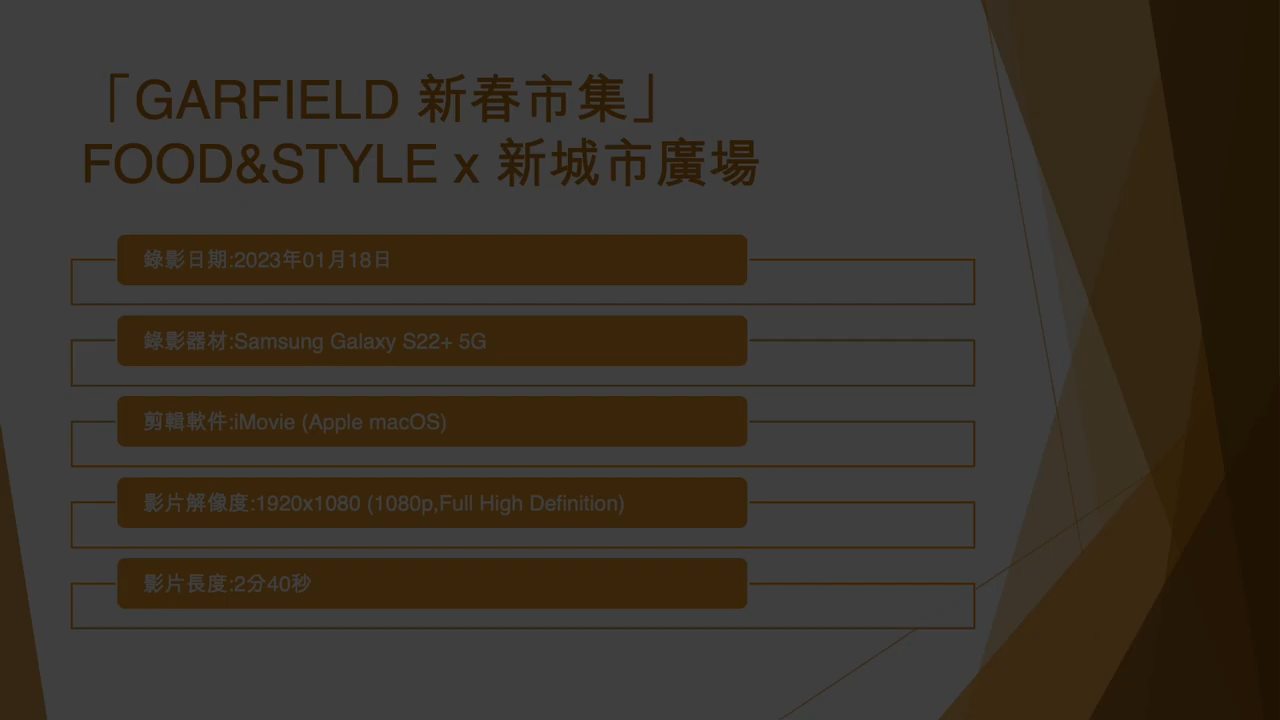 「GARFIELD 新春市集」
FOOD&STYLE x 新城市廣場
錄影日期:2023年01月18日
錄影器材:Samsung Galaxy S22+ 5G
剪輯軟件:iMovie (Apple macOS)
影片解像度:1920x1080 (1080p,Full High Definition)
影片長度:2分40秒